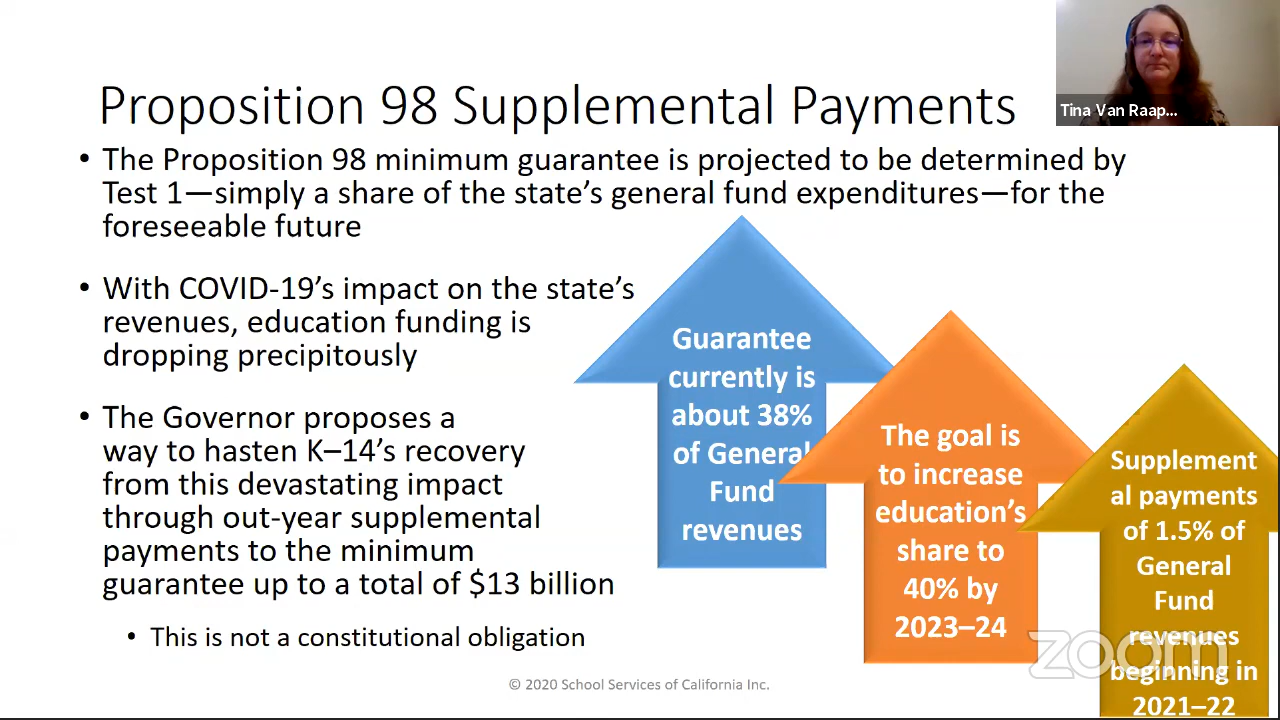 Tina Van Raap...
Proposition 98 Supplemental Payments
• The Proposition 98 minimum guarantee is projected to be determined by
Test 1—simply a share of the state's general fund expenditures—for the
foreseeable future
• With COVID-19's impact on the state's
revenues, education funding is
dropping precipitously
• The Governor proposes a
way to hasten K–14's recovery
from this devastating impact
through out-year supplemental
payments to the minimum
guarantee up to a total of $13 billion
• This is not a constitutional obligation
Guarantee
currently is
about 38%
of General
Fund
revenues
The goal is
to increase
education's
share to
40% by
2023–24
Supplement
al payments
of 1.5% of
General
Fund
revenues
beginning in
2021–22
zoom
© 2020 School Services of California Inc.